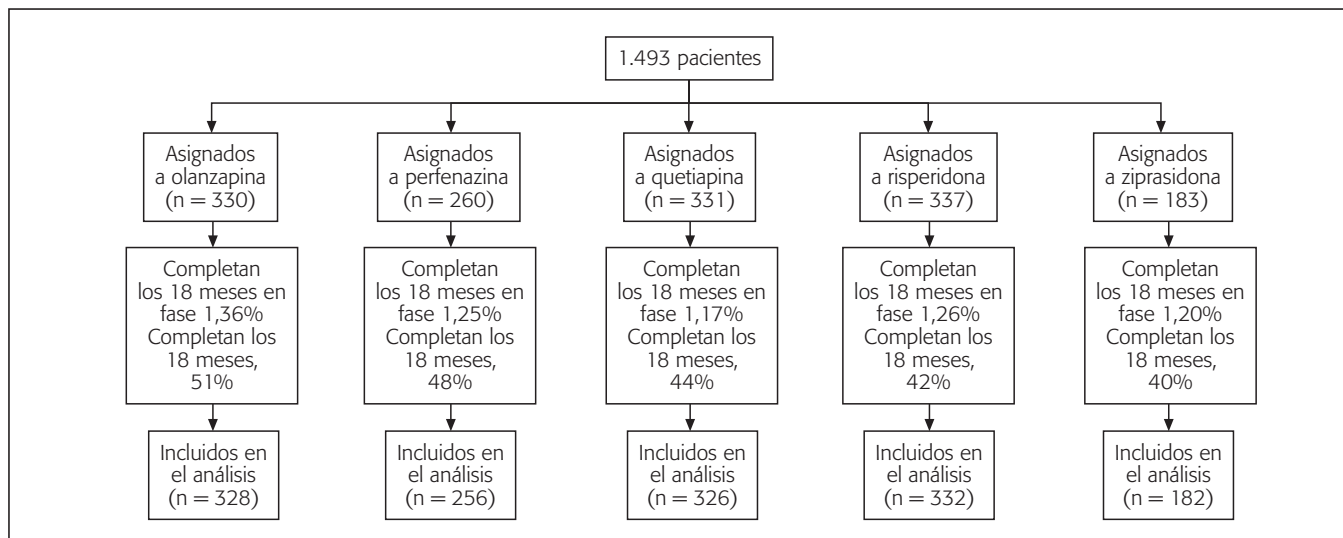 1.493 pacientes
Asignados
a olanzapina
(n = 330)
Asignados
a perfenazina
(n = 260)
Asignados
a quetiapina
(n = 331)
Asignados
a risperidona
(n = 337)
Asignados
a ziprasidona
(n = 183)
Completan
los 18 meses en
fase 1,36%
Completan los
18 meses,
51%
Completan
los 18 meses en
fase 1,25%
Completan los
18 meses,
48%
Completan
los 18 meses en
fase 1,17%
Completan los
18 meses,
44%
Completan
los 18 meses en
fase 1,26%
Completan los
18 meses,
42%
Completan
los 18 meses en
fase 1,20%
Completan los
18 meses,
40%
Incluidos en
el análisis
(n = 328)
Incluidos en
el análisis
(n = 256)
Incluidos en
el análisis
(n = 326)
Incluidos en
el análisis
(n = 332)
Incluidos en
el análisis
(n = 182)